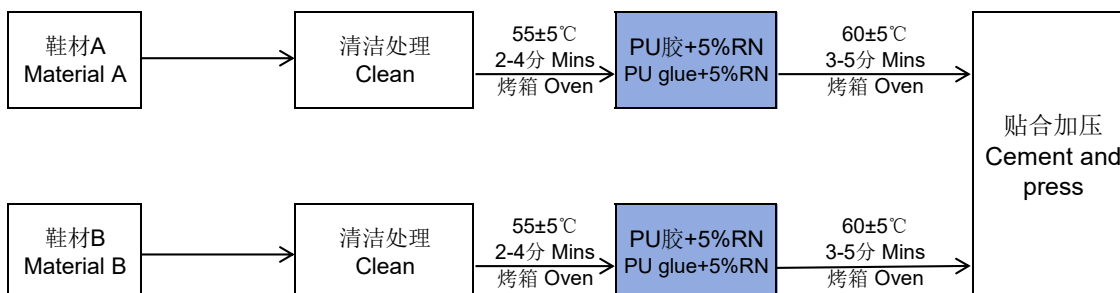 鞋材A
Material A
清洁处理
Clean
55±5℃
2-4分 Mins
烤箱 Oven
PU胶+5%RN
PU glue+5%RN
60±5℃
3-5分 Mins
烤箱 Oven
贴合加压
Cement and
press
鞋材B
Material B
清洁处理
Clean
55±5℃
2-4分 Mins
烤箱 Oven
PU胶+5%RN
PU glue+5%RN
60±5℃
3-5分 Mins
烤箱 Oven